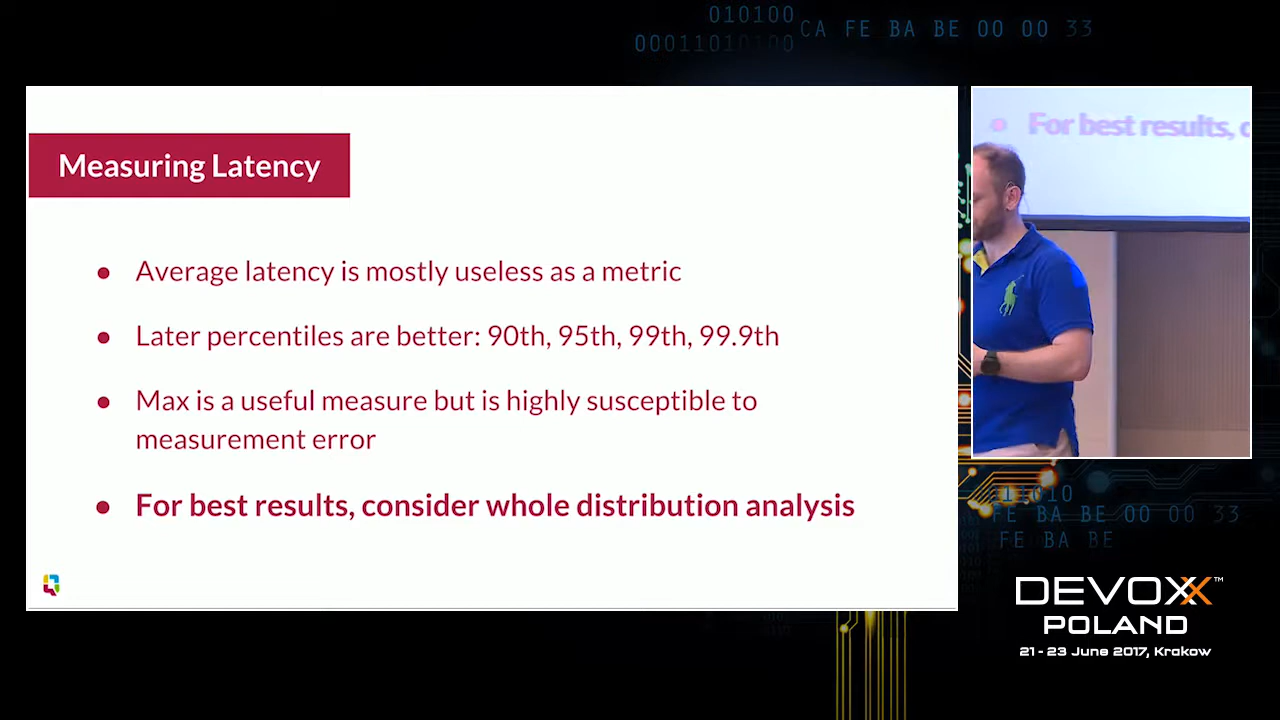 010100
00011010100
CA FE BA BE 00 00 33
Measuring Latency
● Average latency is mostly useless as a metric
● Later percentiles are better: 90th, 95th, 99th, 99.9th
● Max is a useful measure but is highly susceptible to
measurement error
● For best results, consider whole distribution analysis
● For best results,
011010
FE BA BE 00 00 33
FE BA BE
DEVOXX™
POLAND
21 - 23 June 2017, Krakow